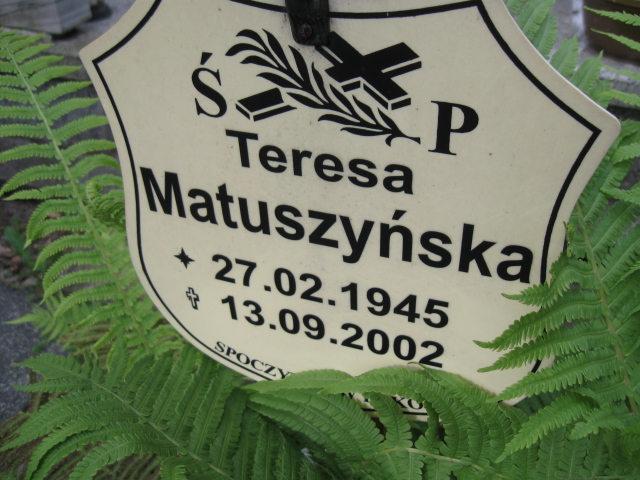 Ś P
Teresa
Matuszyńska
27.02.1945
13.09.2002